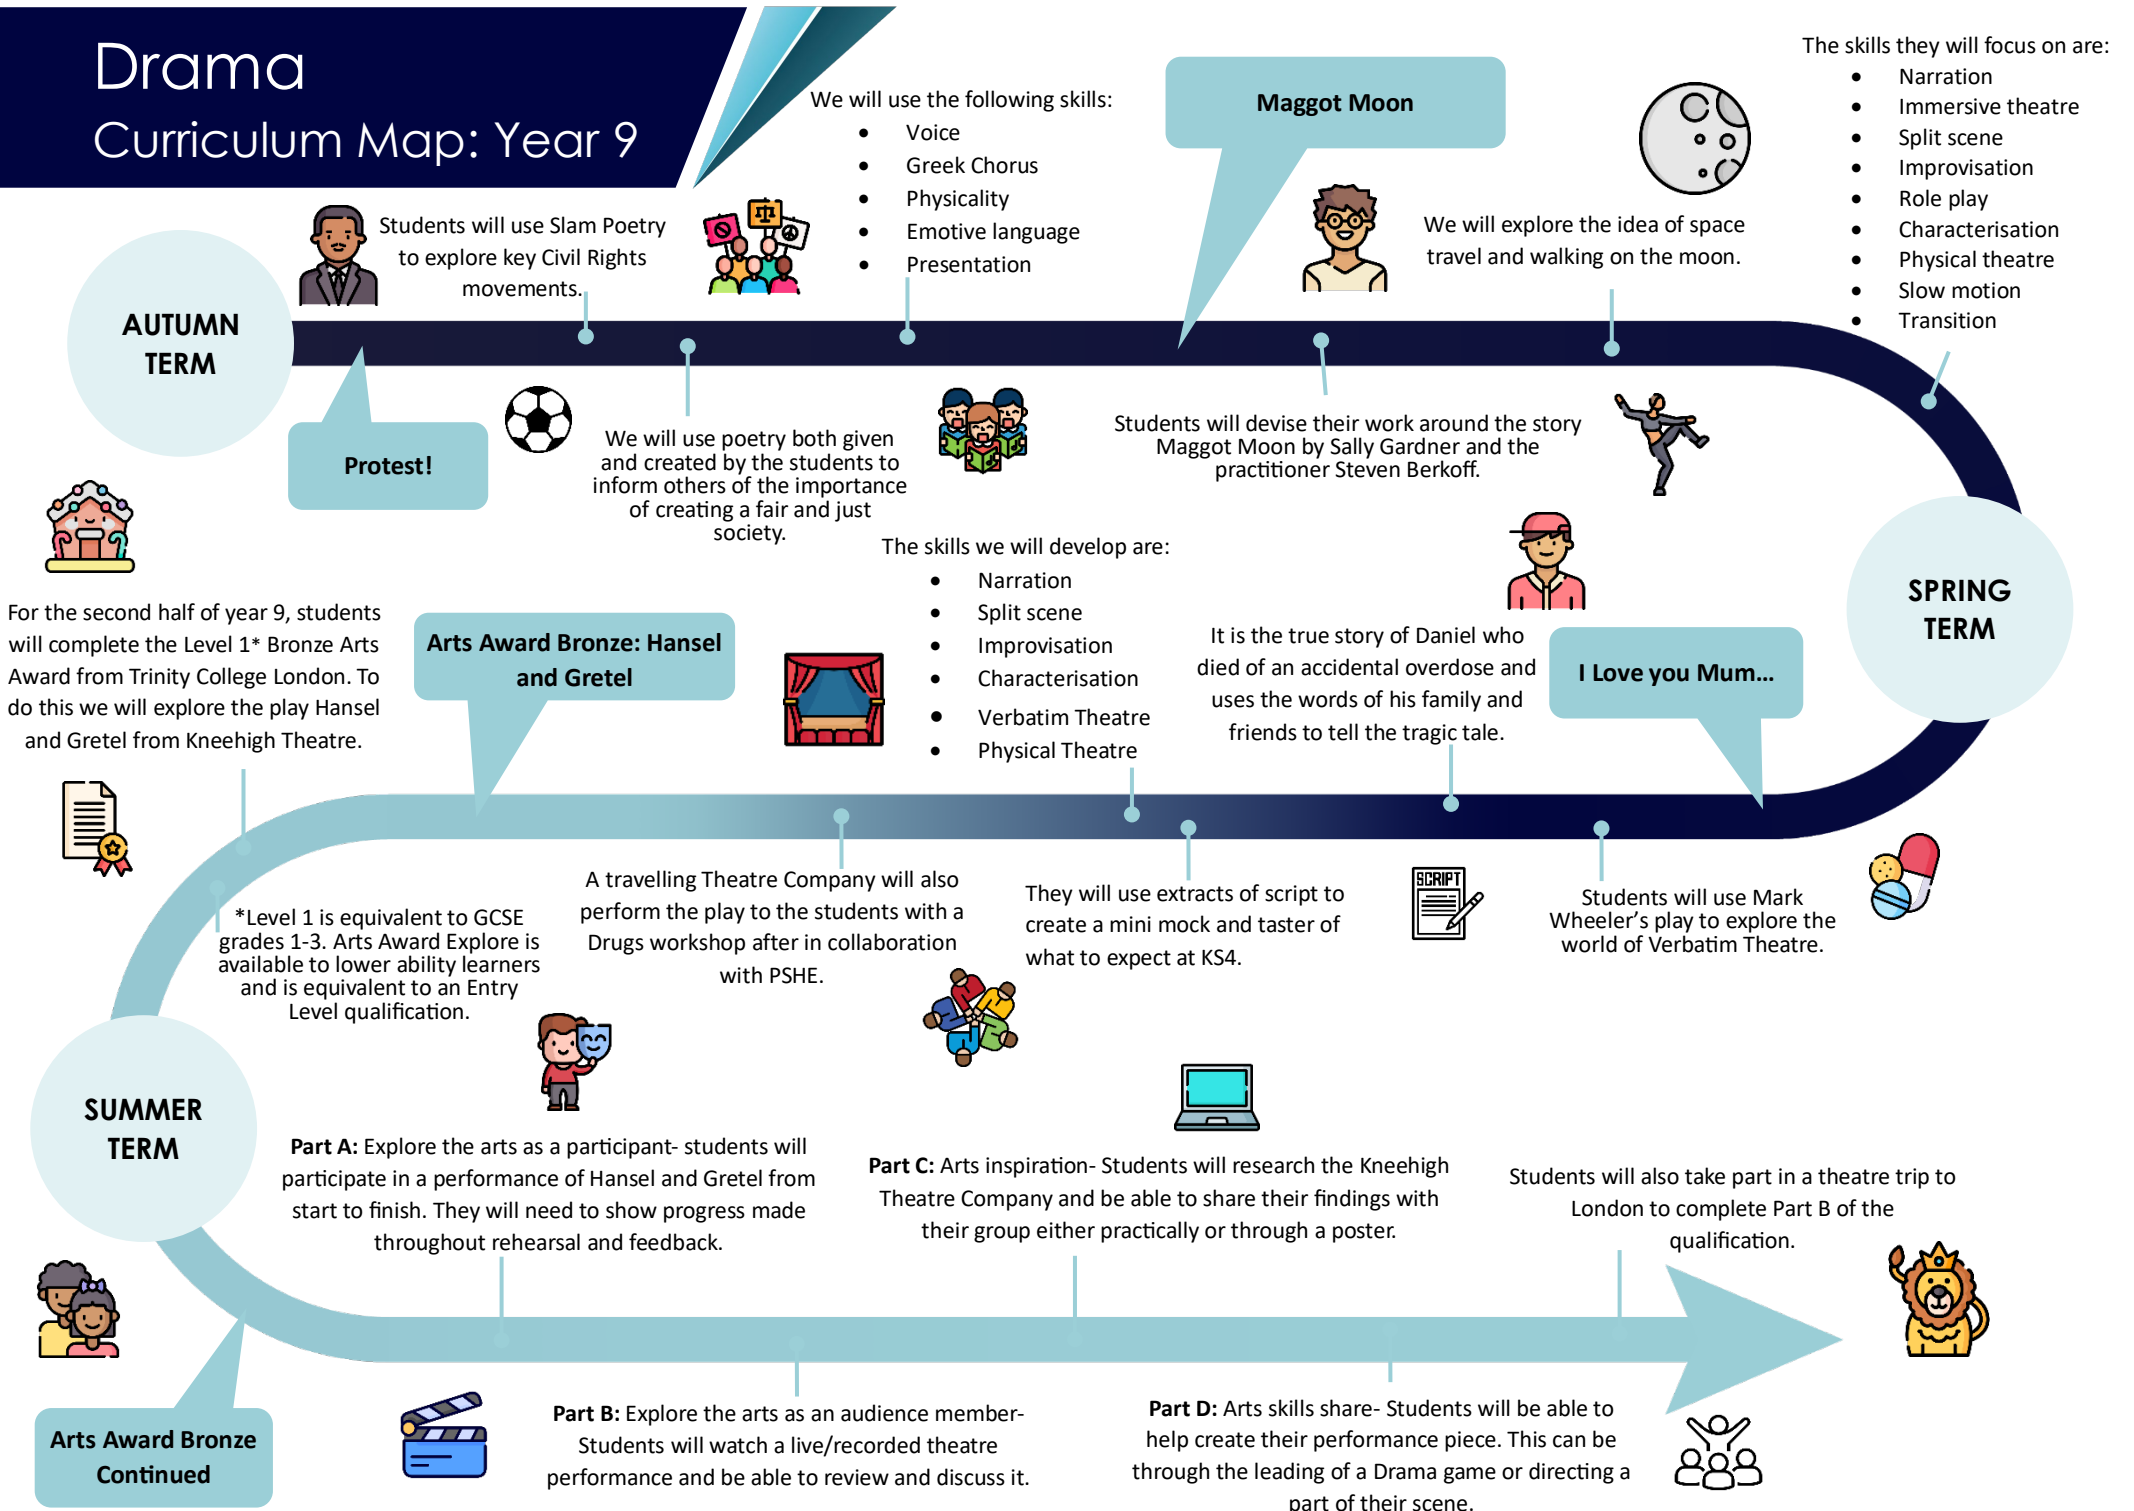 Drama
Curriculum Map: Year 9
AUTUMN
TERM
Protest!
Students will use Slam Poetry
to explore key Civil Rights
movements.
We will use poetry both given
and created by the students to
inform others of the importance
of creating a fair and just
society.
We will use the following skills:
• Voice
• Greek Chorus
• Physicality
• Emotive language
• Presentation
Maggot Moon
Students will devise their work around the story
Maggot Moon by Sally Gardner and the
practitioner Steven Berkoff.
We will explore the idea of space
travel and walking on the moon.
The skills they will focus on are:
• Narration
• Immersive theatre
• Split scene
• Improvisation
• Role play
• Characterisation
• Physical theatre
• Slow motion
• Transition
SPRING
TERM
I Love you Mum...
Students will use Mark
Wheeler's play to explore the
world of Verbatim Theatre.
It is the true story of Daniel who
died of an accidental overdose and
uses the words of his family and
friends to tell the tragic tale.
SCRIPT
They will use extracts of script to
create a mini mock and taster of
what to expect at KS4.
The skills we will develop are:
• Narration
• Split scene
• Improvisation
• Characterisation
• Verbatim Theatre
• Physical Theatre
A travelling Theatre Company will also
perform the play to the students with a
Drugs workshop after in collaboration
with PSHE.
Arts Award Bronze: Hansel
and Gretel
For the second half of year 9, students
will complete the Level 1* Bronze Arts
Award from Trinity College London. To
do this we will explore the play Hansel
and Gretel from Kneehigh Theatre.
*Level 1 is equivalent to GCSE
grades 1-3. Arts Award Explore is
available to lower ability learners
and is equivalent to an Entry
Level qualification.
SUMMER
TERM
Arts Award Bronze
Continued
Part A: Explore the arts as a participant- students will
participate in a performance of Hansel and Gretel from
start to finish. They will need to show progress made
throughout rehearsal and feedback.
Part B: Explore the arts as an audience member-
Students will watch a live/recorded theatre
performance and be able to review and discuss it.
Part C: Arts inspiration- Students will research the Kneehigh
Theatre Company and be able to share their findings with
their group either practically or through a poster.
Part D: Arts skills share- Students will be able to
help create their performance piece. This can be
through the leading of a Drama game or directing a
part of their scene.
Students will also take part in a theatre trip to
London to complete Part B of the
qualification.